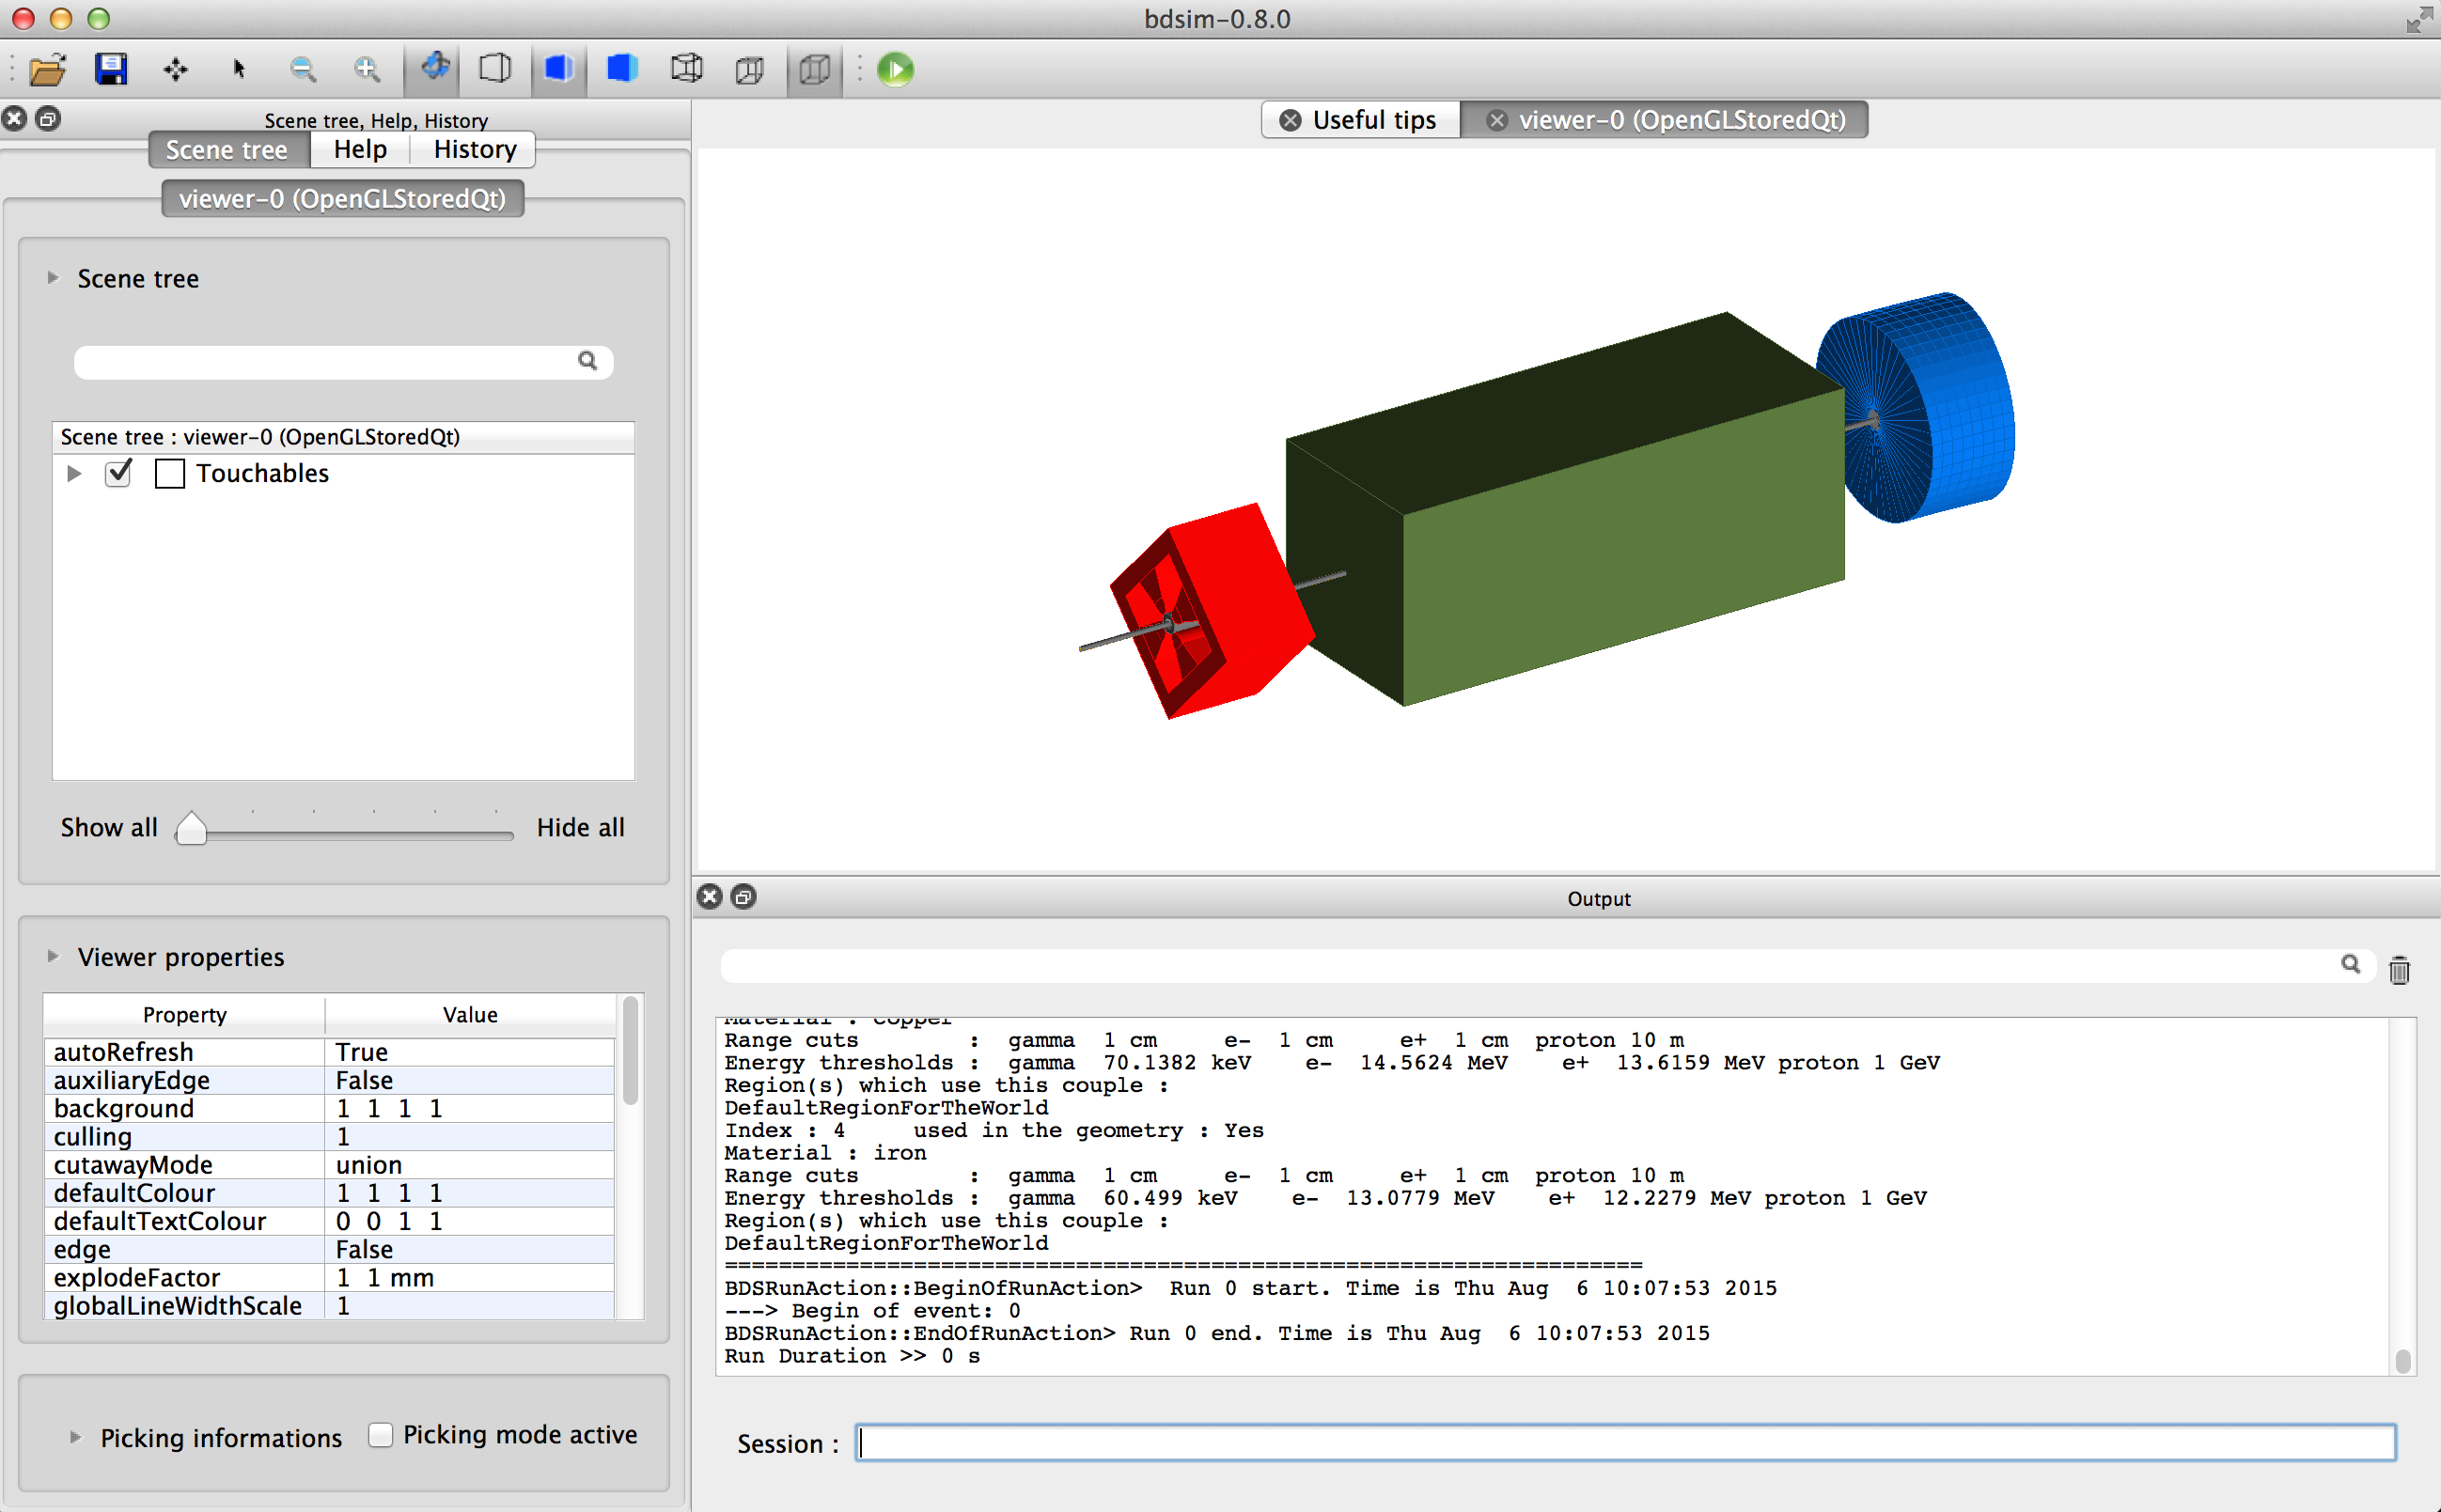 bdsim-0.8.0
Scene tree, Help, History
Scene tree
Help
History
viewer-0 (OpenGLStoredQt)
Scene tree
Scene tree : viewer-0 (OpenGLStoredQt)
Touchables
Show all
Hide all
Viewer properties
Property Value
autoRefresh True
auxiliaryEdge False
background 1 1 1 1
culling 1
cutawayMode union
defaultColour 1 1 1 1
defaultTextColour 0 0 1 1
edge False
explodeFactor 1 1 mm
globalLineWidthScale 1
Picking informations
Picking mode active
Useful tips
viewer-0 (OpenGLStoredQt)
Output
Material : copper
Range cuts : gamma 1 cm e- 1 cm e+ 1 cm proton 10 m
Energy thresholds : gamma 70.1382 keV e- 14.5624 MeV e+ 13.6159 MeV proton 1 GeV
Region(s) which use this couple :
DefaultRegionForTheWorld
Index : 4 used in the geometry : Yes
Material : iron
Range cuts : gamma 1 cm e- 1 cm e+ 1 cm proton 10 m
Energy thresholds : gamma 60.499 keV e- 13.0779 MeV e+ 12.2279 MeV proton 1 GeV
Region(s) which use this couple :
DefaultRegionForTheWorld
====================================================================
BDSRunAction::BeginOfRunAction> Run 0 start. Time is Thu Aug 6 10:07:53 2015
---> Begin of event: 0
BDSRunAction::EndOfRunAction> Run 0 end. Time is Thu Aug 6 10:07:53 2015
Run Duration >> 0 s
Session :